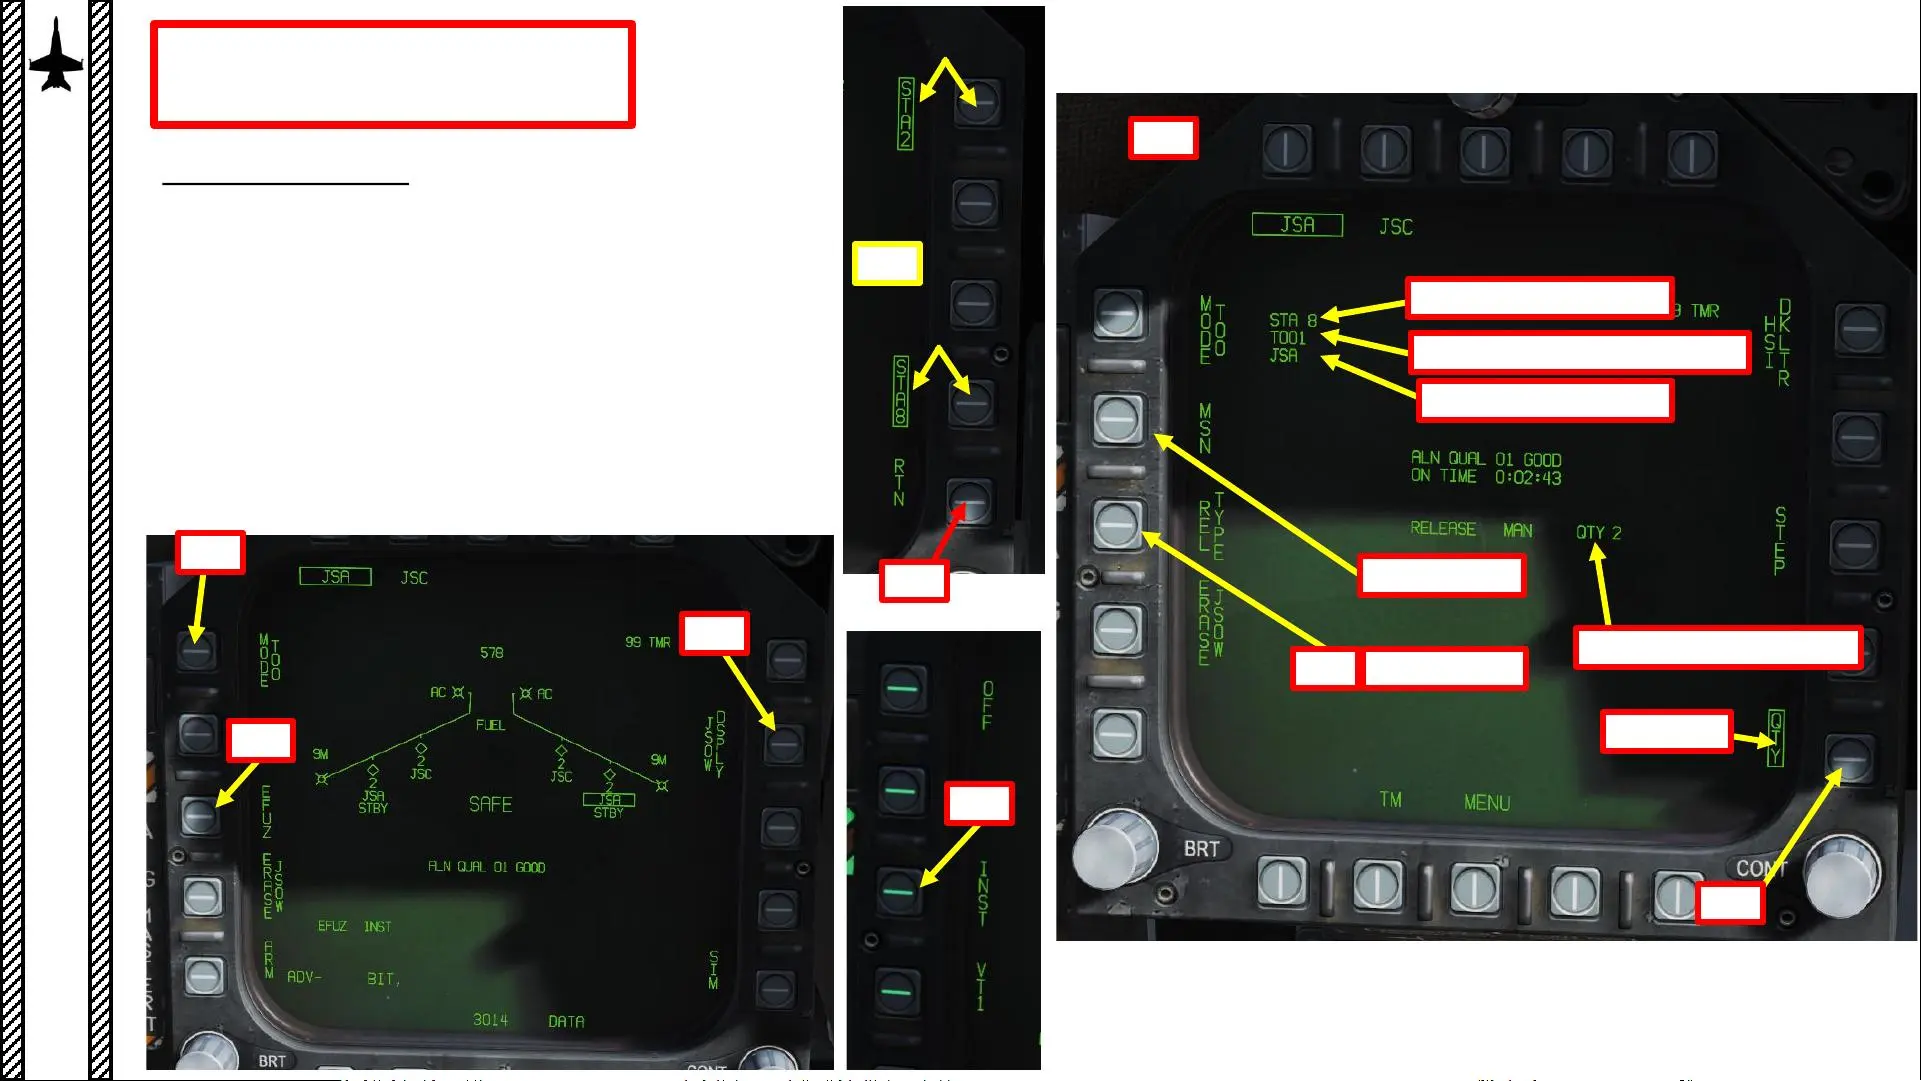 STA2
STA8
RTN
JSA JSC
MODE TOO
578
99 TMR
AC AC
FUEL
JSOW DSPLY
9M 9M
2 JSC
2 JSC
2 JSA STBY
2 JSA STBY
SAFE
EFUZ
ERASE JSOW
ALN QUAL 01 GOOD
EFUZ INST
ARM
ADV- BIT,
SIM
3014 DATA
BRT
CONT
OFF
INST
VT1
JSA JSC
MODE TOO
STA 8
TMR
T001
JSA
HSI DKLTR
MSN
ALN QUAL 01 GOOD
ON TIME 0:02:43
REL TYPE
RELEASE MAN QTY 2
STEP
ERASE JSOW
QTY
TM MENU
BRT
CONT